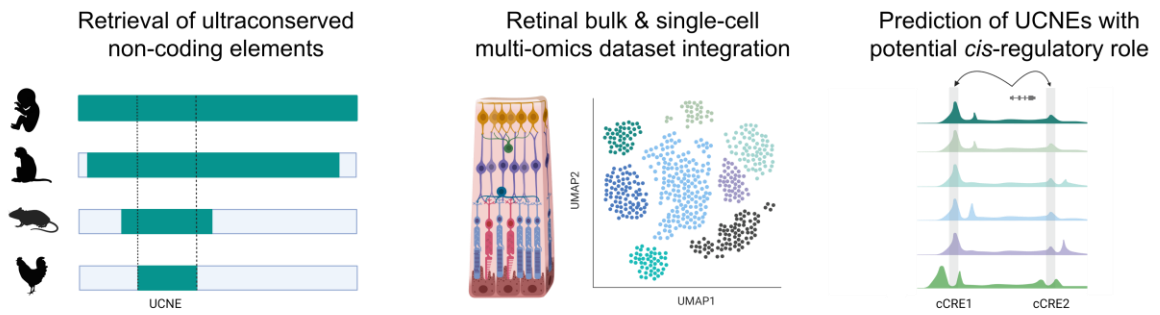 Retrieval of ultraconserved
non-coding elements
UCNE
Retinal bulk & single-cell
multi-omics dataset integration
UMAP2
UMAP1
Prediction of UCNEs with
potential cis-regulatory role
cCRE1
cCRE2